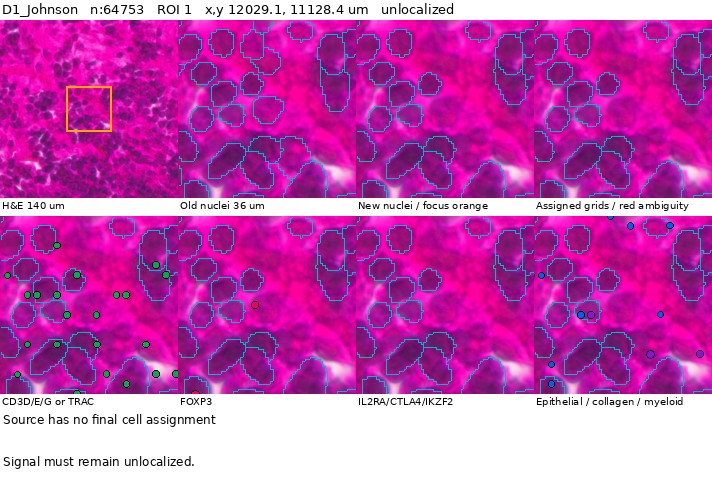 D1_Johnson n:64753 ROI 1 x,y 12029.1, 11128.4 um unlocalized
H&E 140 um
Old nuclei 36 um
New nuclei / focus orange
Assigned grids / red ambiguity
CD3D/E/G or TRAC
FOXP3
IL2RA/CTLA4/IKZF2
Epithelial / collagen / myeloid
Source has no final cell assignment
Signal must remain unlocalized.